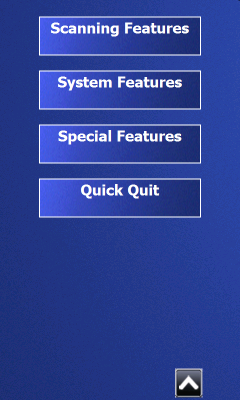 Scanning Features
System Features
Special Features
Quick Quit